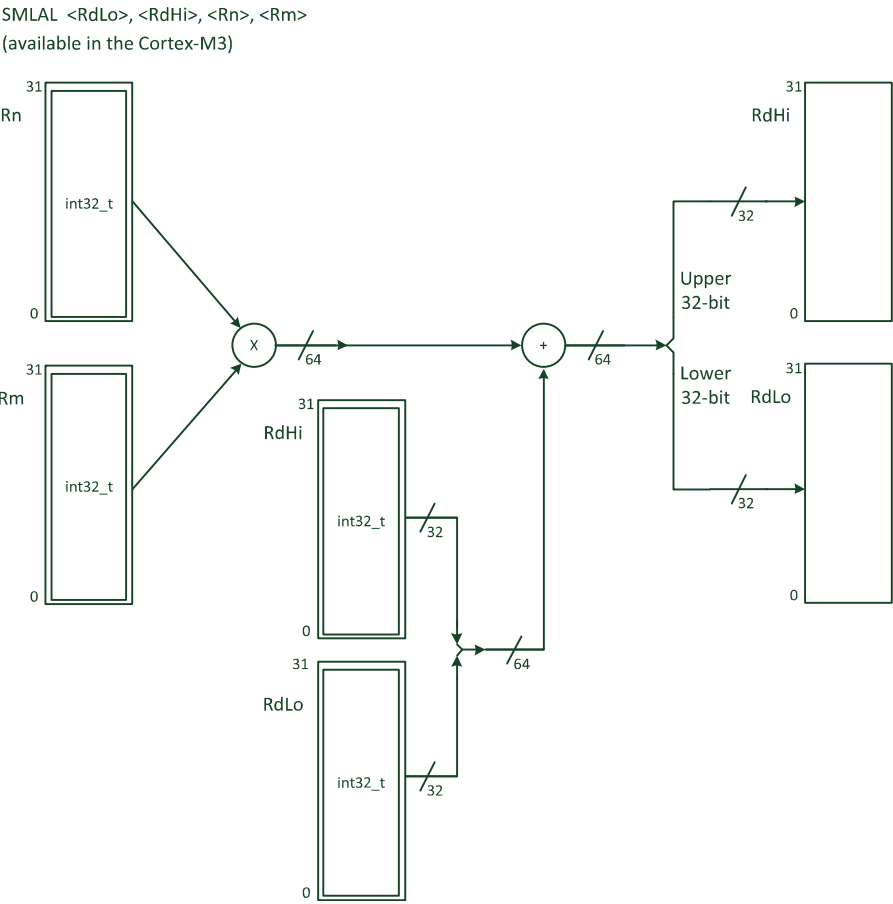 SMLAL <RdLo>, <RdHi>, <Rn>, <Rm>
(available in the Cortex-M3)
31
Rn
int32_t
0
31
Rm
int32_t
0
X
64
31
RdHi
int32_t
32
0
31
RdLo
int32_t
32
0
64
+
64
Upper
32-bit
Lower
32-bit
32
31
RdHi
0
32
31
RdLo
0